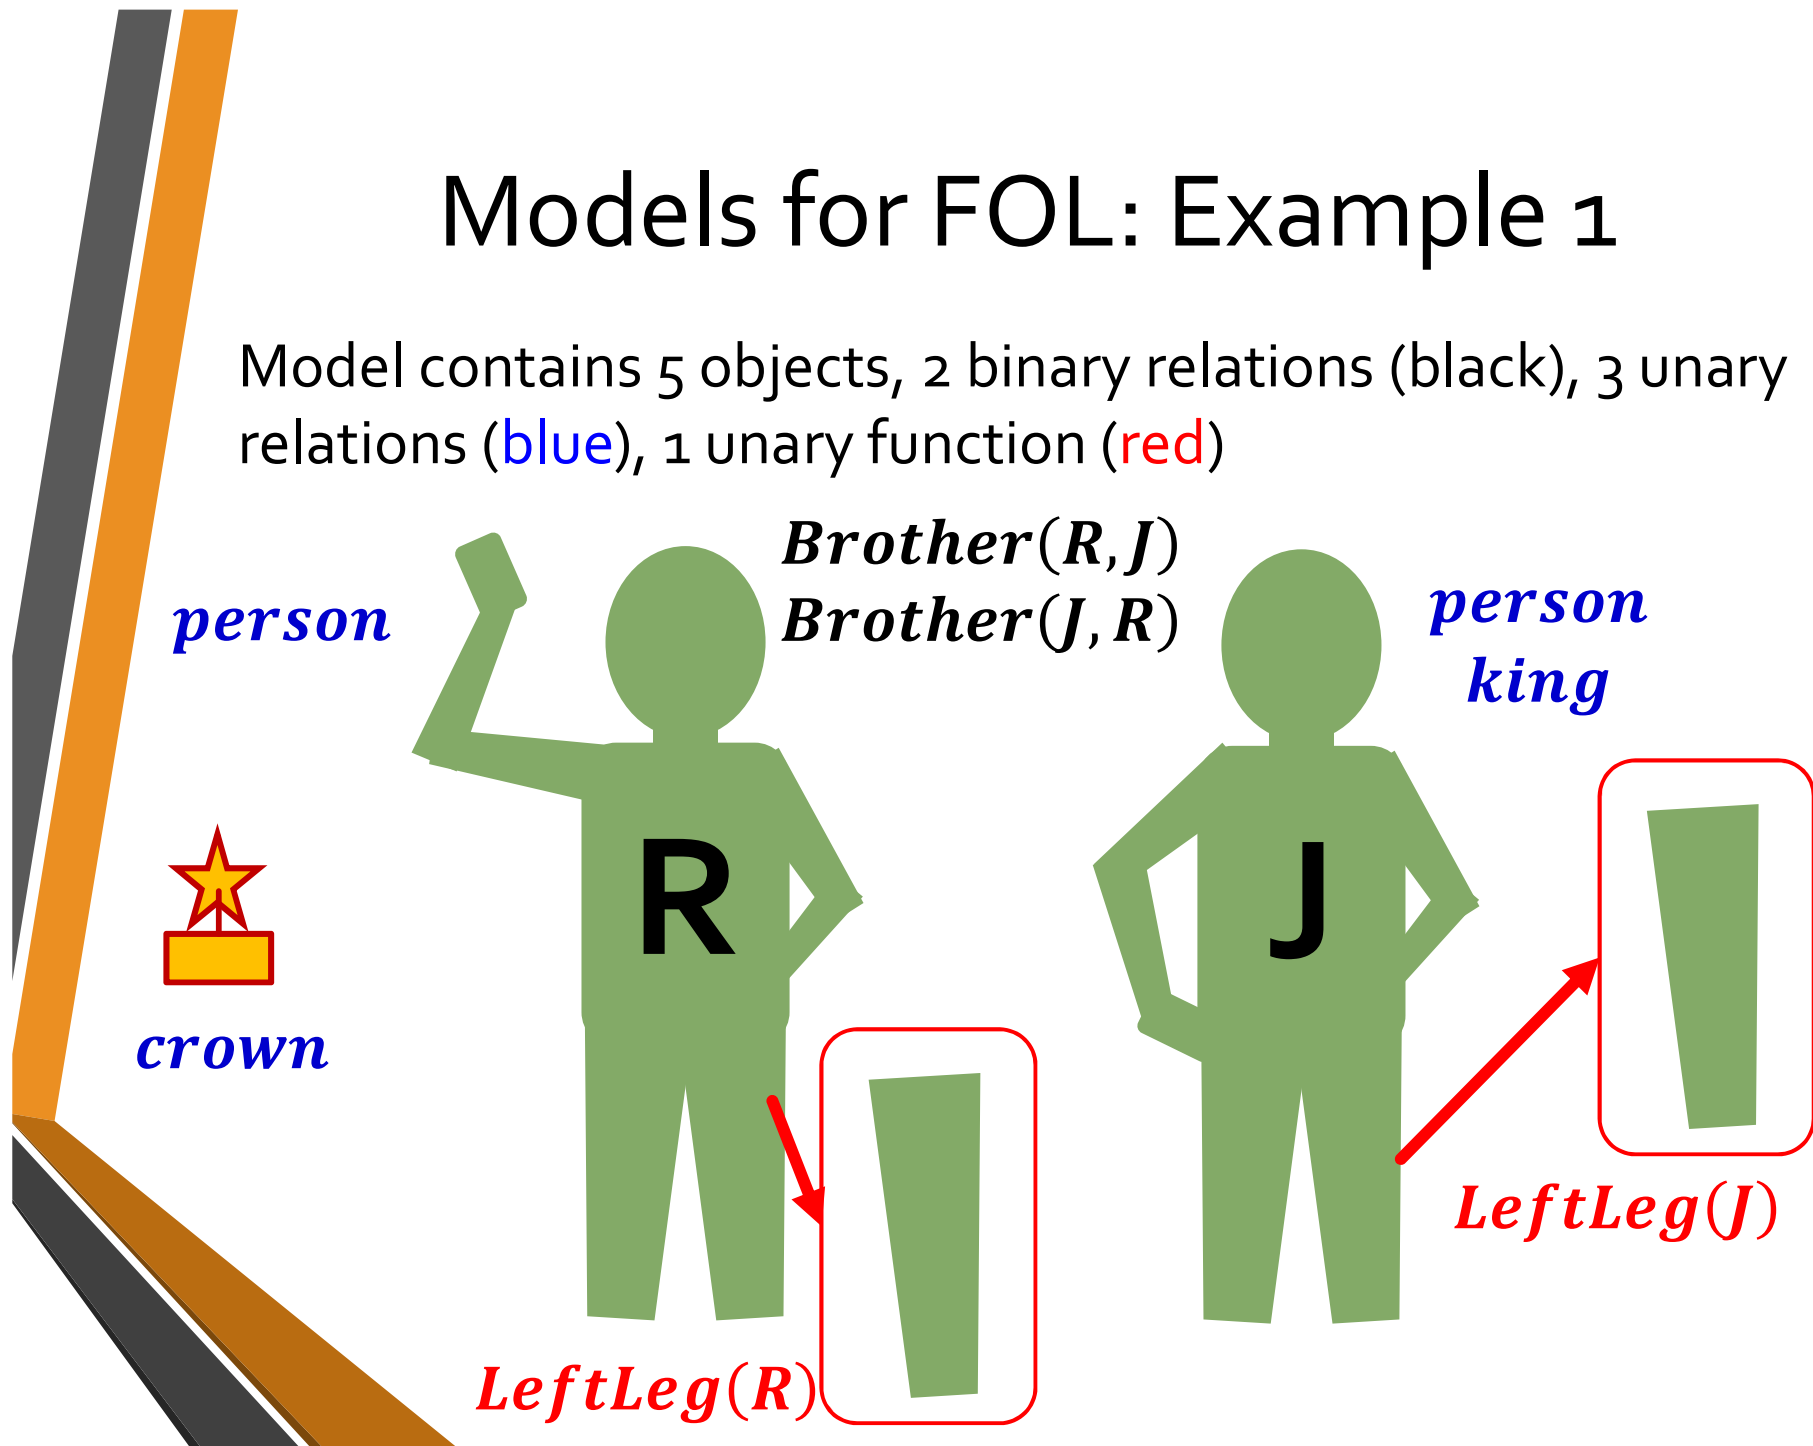 Models for FOL: Example 1
Model contains 5 objects, 2 binary relations (black), 3 unary
relations (blue), 1 unary function (red)
Brother(R, J)
Brother(J, R)
person
person
king
R
J
crown
LeftLeg(J)
LeftLeg(R)